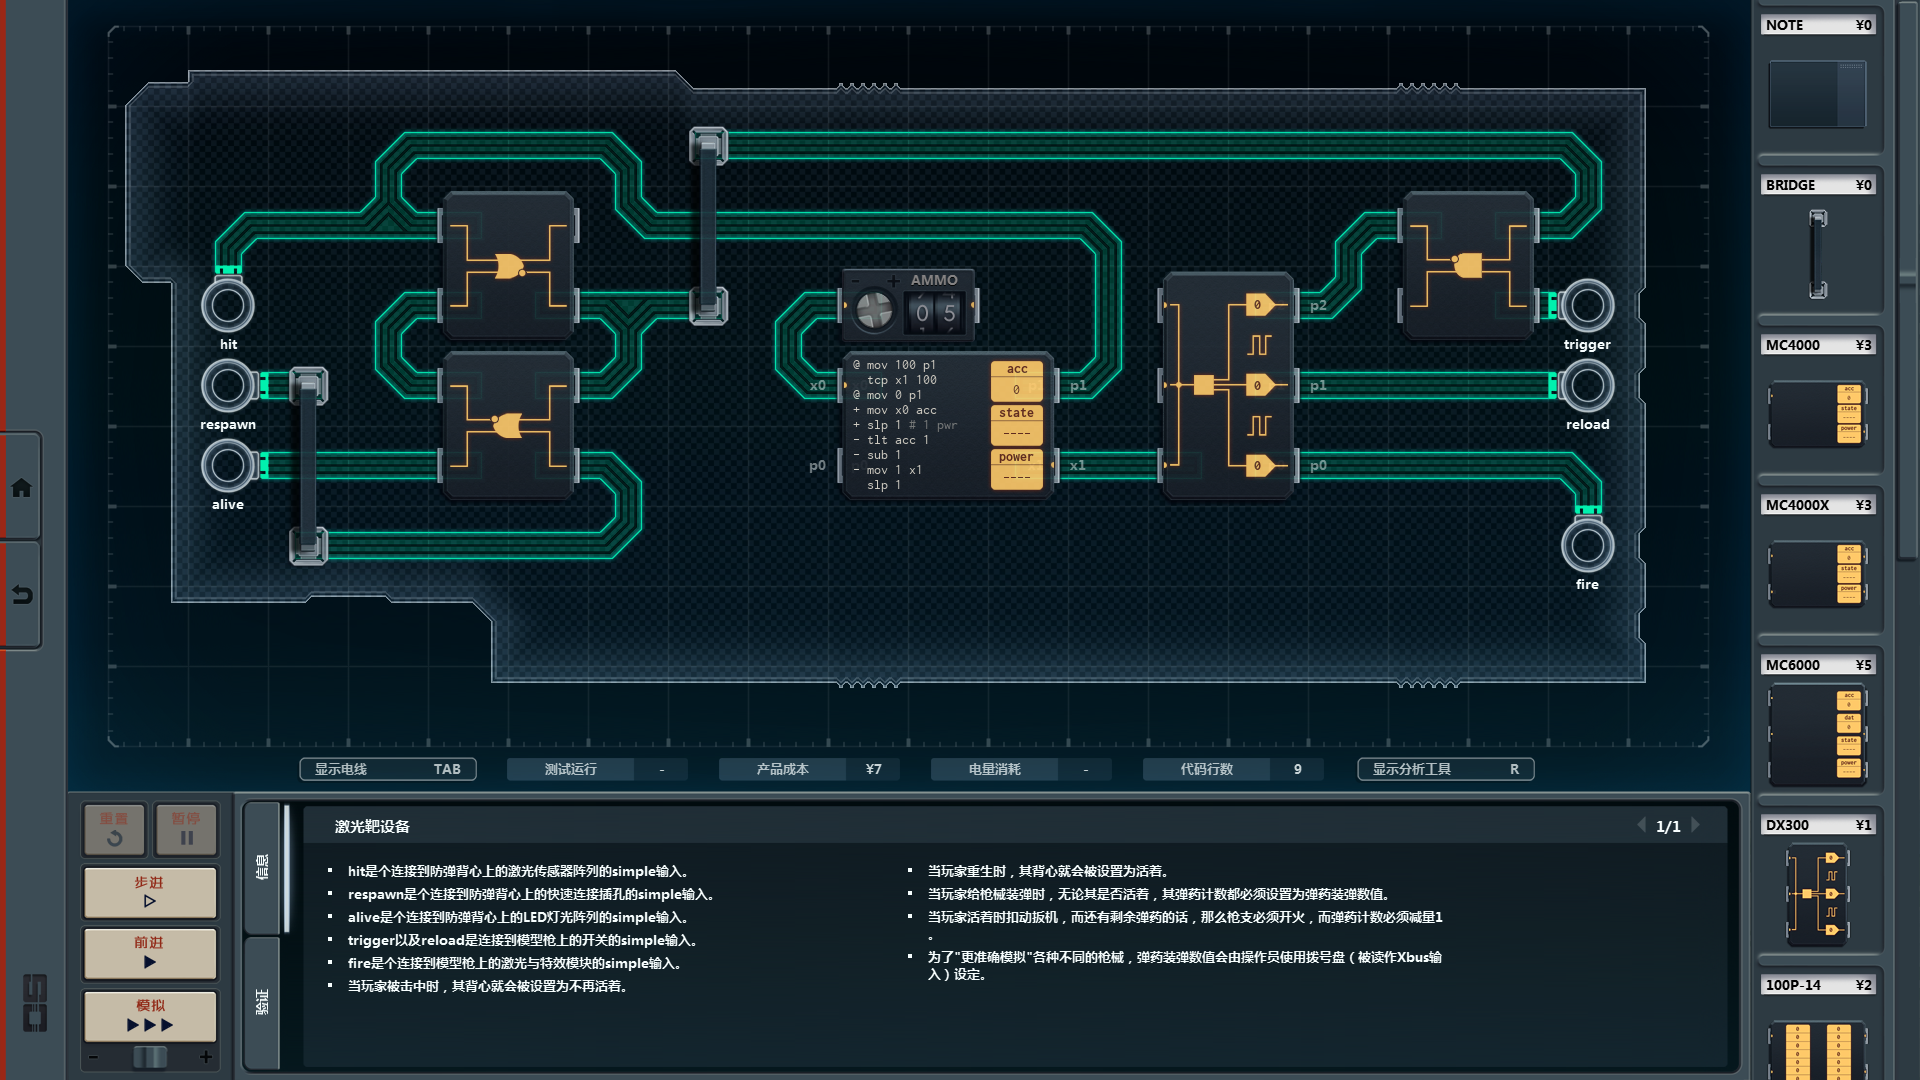 NOTE ¥0
BRIDGE ¥0
MC4000 ¥3
MC4000X ¥3
MC6000 ¥5
DX300 ¥1
100P-14 ¥2
hit
respawn
alive
AMMO
0 5
x0
p0
@ mov 100 p1
tcp x1 100
@ mov 0 p1
+ mov x0 acc
+ slp 1 # 1 pwr
- tlt acc 1
- sub 1
- mov 1 x1
slp 1
acc
0
state
----
power
----
p1
x1
0
0
0
p2
p1
p0
trigger
reload
fire
显示电线 TAB
测试运行 -
产品成本 ¥7
电量消耗 -
代码行数 9
显示分析工具 R
重置
暂停
步进
前进
模拟
- +
信息
验证
激光靶设备
1/1
▪ hit是个连接到防弹背心上的激光传感器阵列的simple输入。
▪ respawn是个连接到防弹背心上的快速连接插孔的simple输入。
▪ alive是个连接到防弹背心上的LED灯光阵列的simple输入。
▪ trigger以及reload是连接到模型枪上的开关的simple输入。
▪ fire是个连接到模型枪上的激光与特效模块的simple输入。
▪ 当玩家被击中时，其背心就会被设置为不再活着。
▪ 当玩家重生时，其背心就会被设置为活着。
▪ 当玩家给枪械装弹时，无论其是否活着，其弹药计数都必须设置为弹药装弹数值。
▪ 当玩家活着时扣动扳机，而还有剩余弹药的话，那么枪支必须开火，而弹药计数必须减量1
。
▪ 为了"更准确模拟"各种不同的枪械，弹药装弹数值会由操作员使用拨号盘（被读作Xbus输
入）设定。